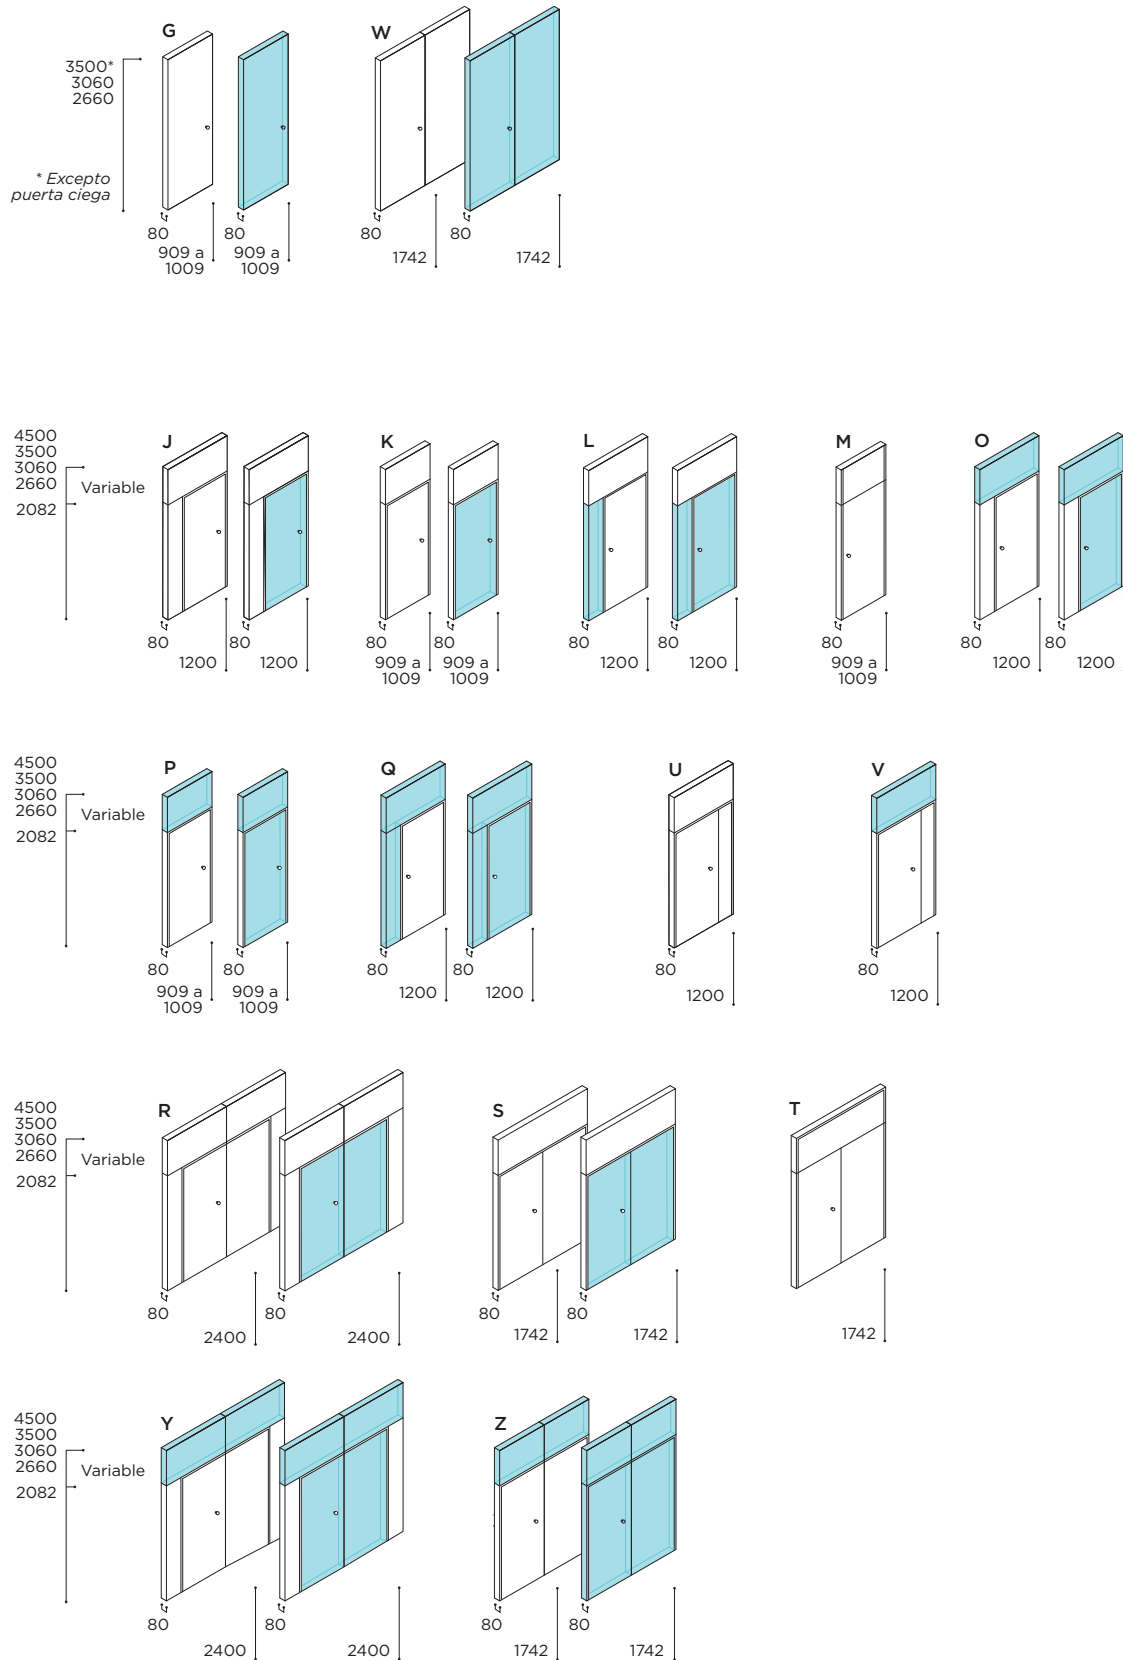 G
W
3500*
3060
2660
* Excepto
puerta ciega
80
80
80
80
909 a
1009
909 a
1009
1742
1742
4500
3500
3060
2660
2082
Variable
J
K
L
M
O
80
80
80
80
80
80
80
80
80
1200
1200
909 a
1009
909 a
1009
1200
1200
909 a
1009
1200
1200
4500
3500
3060
2660
2082
Variable
P
Q
U
V
80
80
80
80
80
80
909 a
1009
909 a
1009
1200
1200
1200
1200
4500
3500
3060
2660
2082
Variable
R
S
T
80
80
80
80
2400
2400
1742
1742
1742
4500
3500
3060
2660
2082
Variable
Y
Z
80
80
80
80
2400
2400
1742
1742